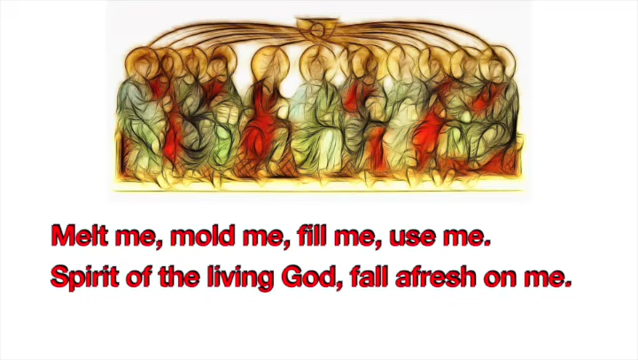 Melt me, mold me, fill me, use me.
Spirit of the living God, fall afresh on me.